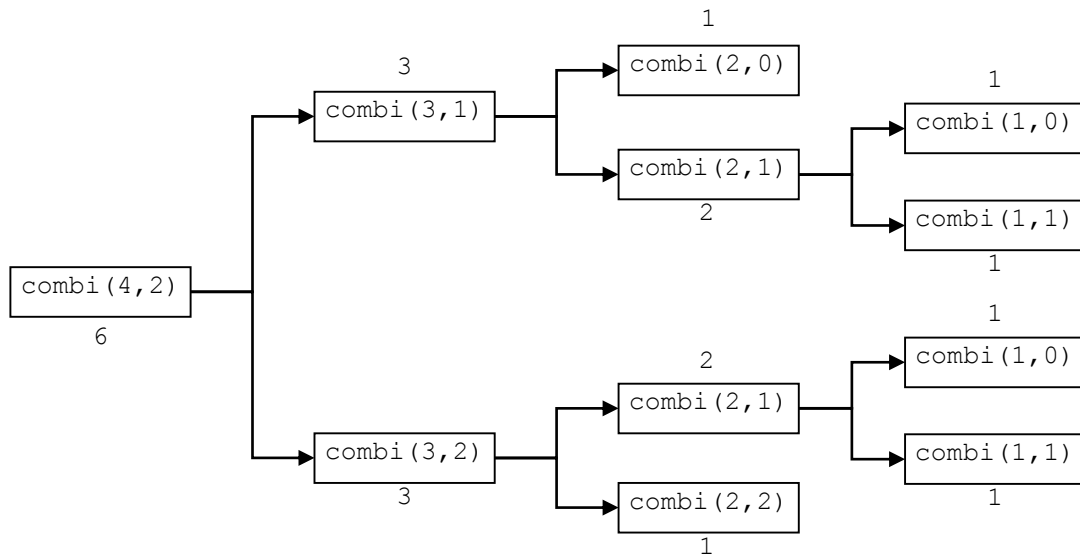 1
combi(2,0)
3
1
combi(3,1)
combi(1,0)
combi(2,1)
2
combi(1,1)
1
combi(4,2)
6
1
combi(1,0)
2
combi(2,1)
combi(3,2)
3
combi(1,1)
1
combi(2,2)
1